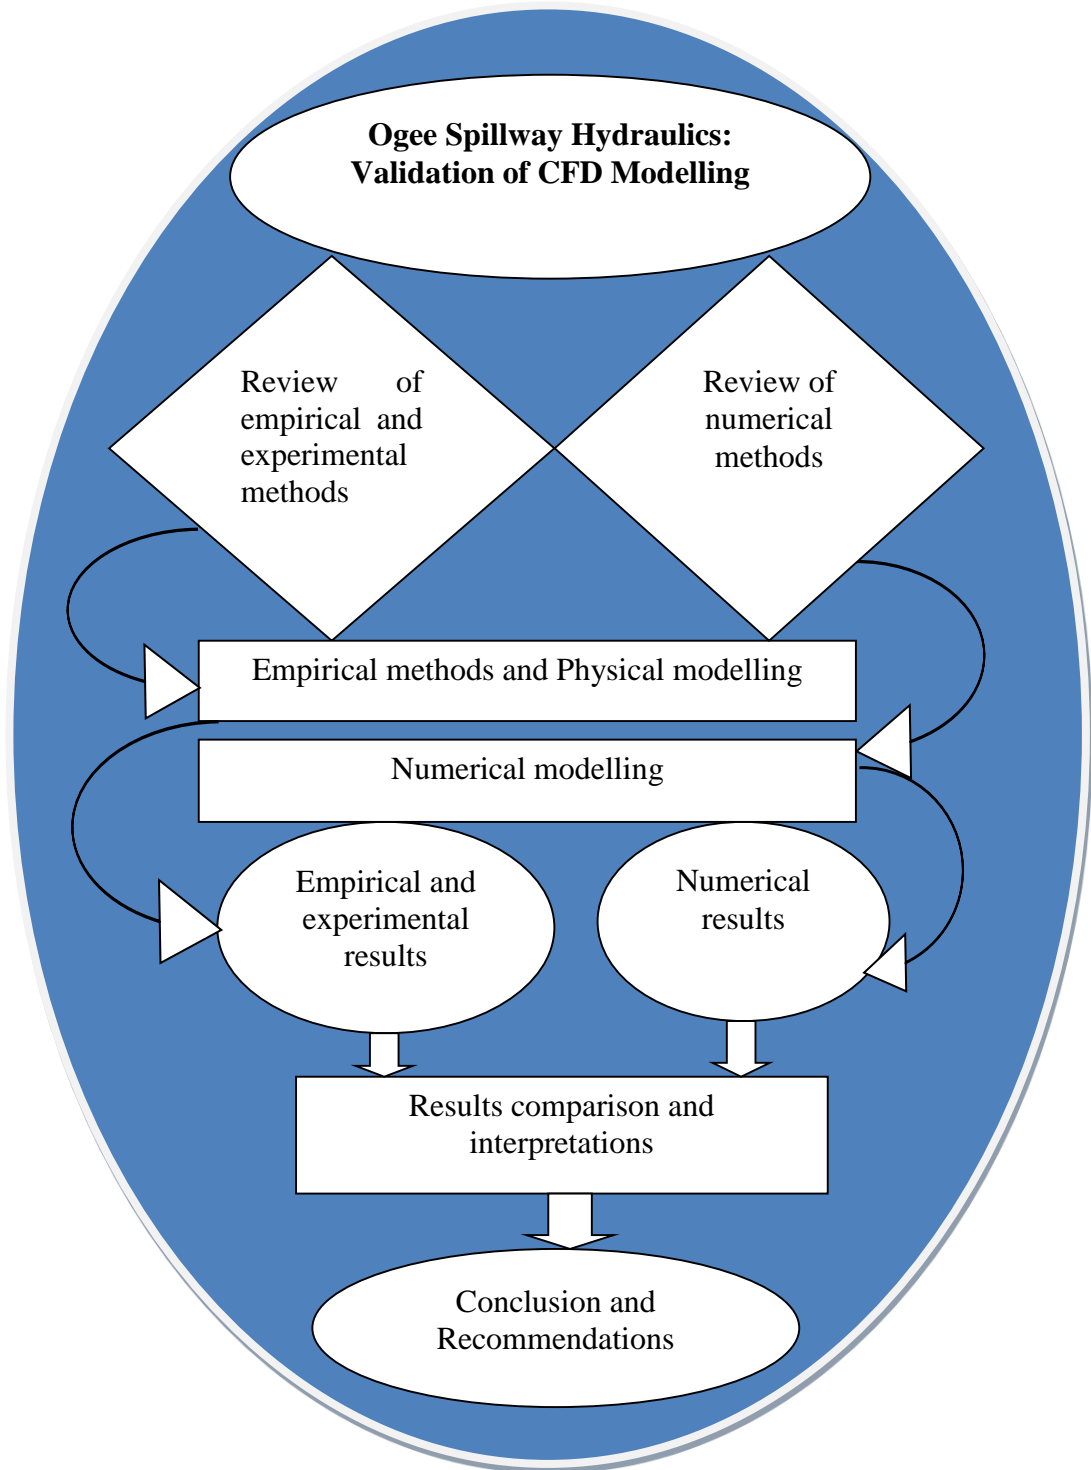 Ogee Spillway Hydraulics:
Validation of CFD Modelling
Review of
empirical and
experimental
methods
Review of
numerical
methods
Empirical methods and Physical modelling
Numerical modelling
Empirical and
experimental
results
Numerical
results
Results comparison and
interpretations
Conclusion and
Recommendations